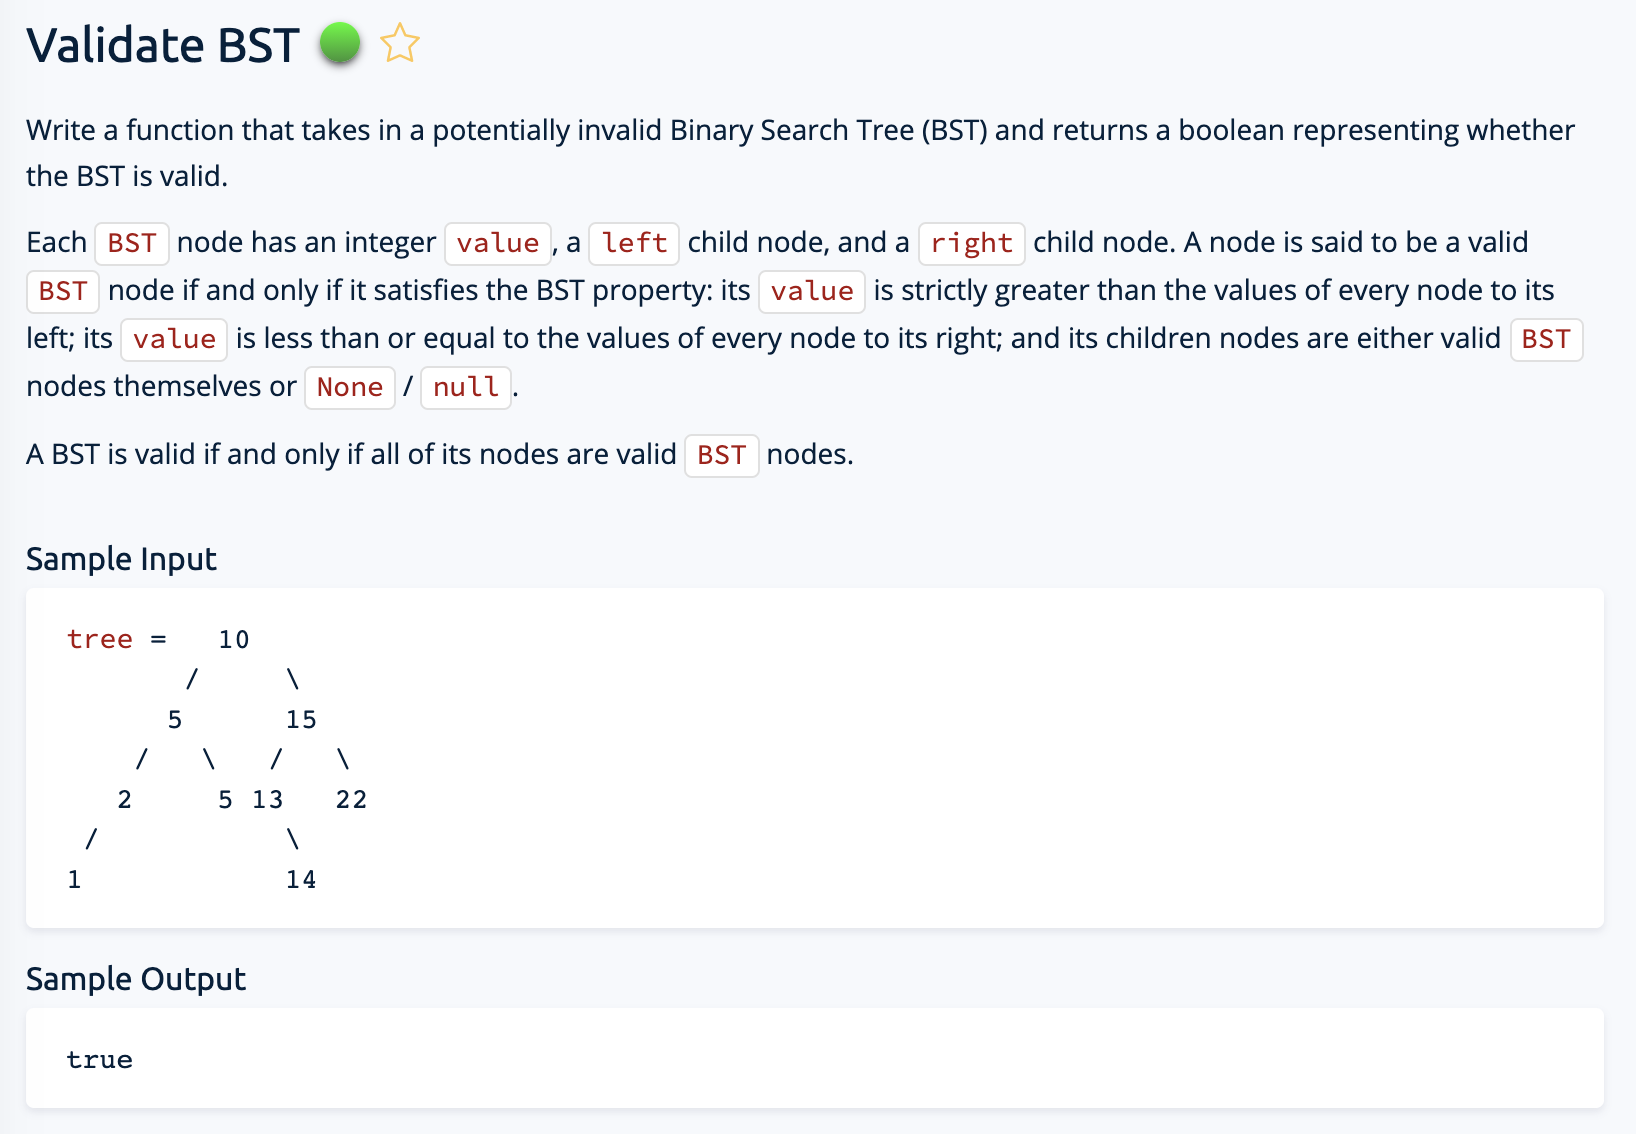 Validate BST
Write a function that takes in a potentially invalid Binary Search Tree (BST) and returns a boolean representing whether
the BST is valid.
Each BST node has an integer value, a left child node, and a right child node. A node is said to be a valid
BST node if and only if it satisfies the BST property: its value is strictly greater than the values of every node to its
left; its value is less than or equal to the values of every node to its right; and its children nodes are either valid BST
nodes themselves or None / null.
A BST is valid if and only if all of its nodes are valid BST nodes.
Sample Input
tree =   10
       /     \
      5      15
    /   \   /   \
   2     5 13   22
 /           \
1            14
Sample Output
true